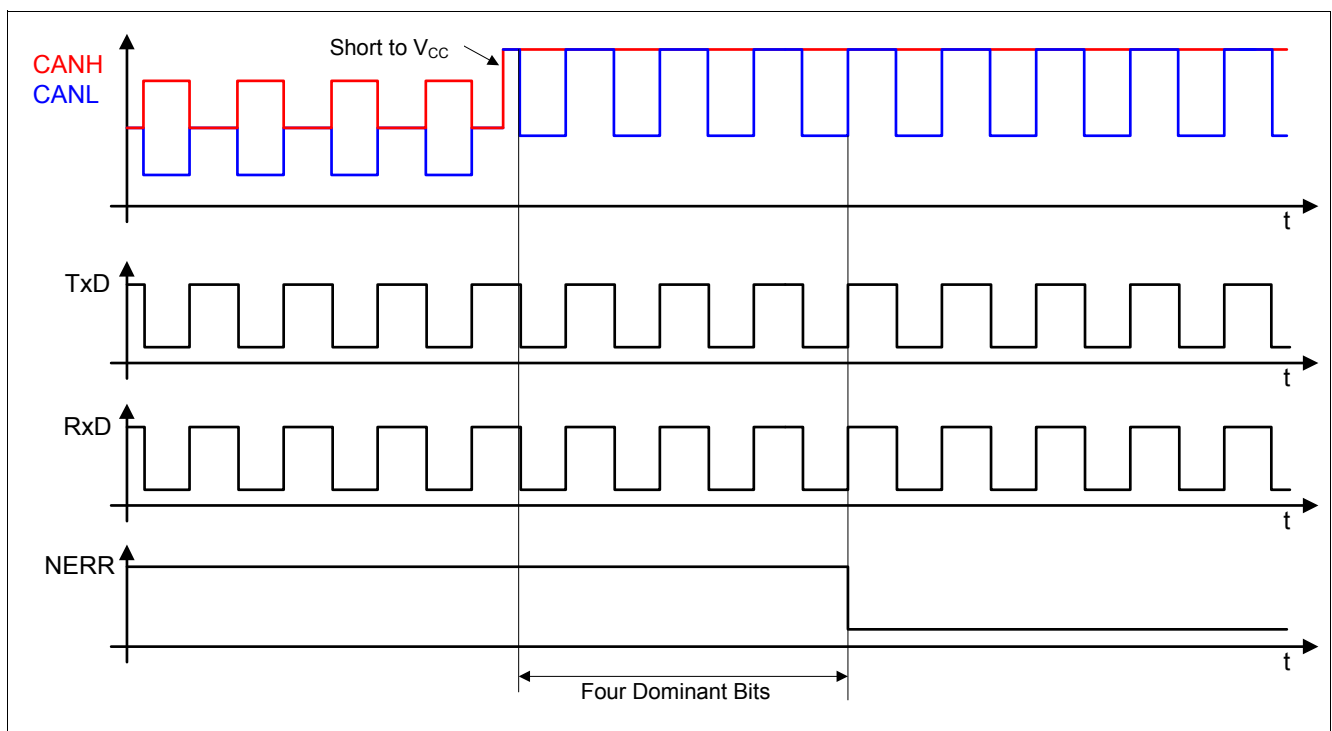 Short to VCC
CANH
CANL
t
TxD
t
RxD
t
NERR
t
Four Dominant Bits